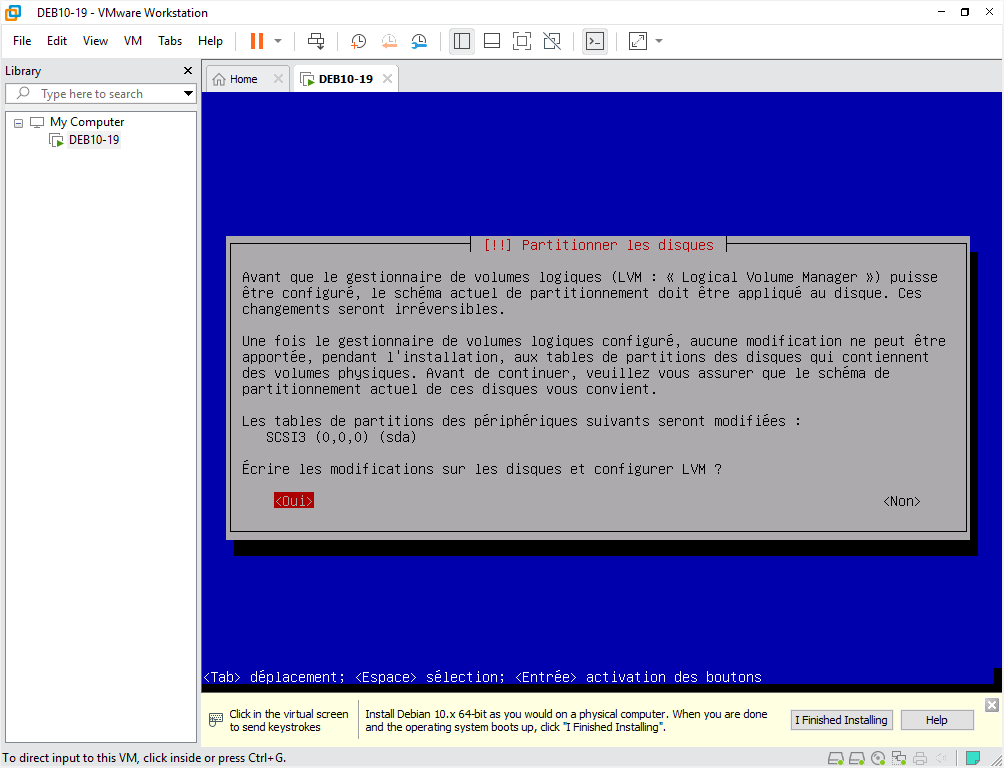 DEB10-19 - VMware Workstation
File Edit View VM Tabs Help
Library
Type here to search
My Computer
DEB10-19
Home
DEB10-19
[!!] Partitionner les disques
Avant que le gestionnaire de volumes logiques (LVM : « Logical Volume Manager ») puisse
être configuré, le schéma actuel de partitionnement doit être appliqué au disque. Ces
changements seront irréversibles.
Une fois le gestionnaire de volumes logiques configuré, aucune modification ne peut être
apportée, pendant l'installation, aux tables de partitions des disques qui contiennent
des volumes physiques. Avant de continuer, veuillez vous assurer que le schéma de
partitionnement actuel de ces disques vous convient.
Les tables de partitions des périphériques suivants seront modifiées :
SCSI3 (0,0,0) (sda)
Écrire les modifications sur les disques et configurer LVM ?
<Oui> <Non>
<Tab> déplacement; <Espace> sélection; <Entrée> activation des boutons
Click in the virtual screen
to send keystrokes
Install Debian 10.x 64-bit as you would on a physical computer. When you are done
and the operating system boots up, click "I Finished Installing".
I Finished Installing
Help
To direct input to this VM, click inside or press Ctrl+G.